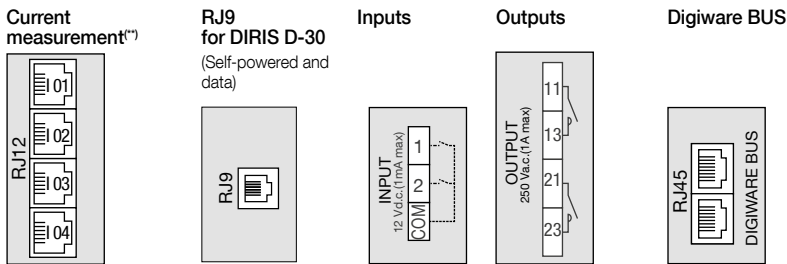 Current
measurement(**)
RJ12
I 01
I 02
I 03
I 04
RJ9
for DIRIS D-30
(Self-powered and
data)
RJ9
Inputs
INPUT
12 Vd.c.(1mA max)
1
2
COM
Outputs
OUTPUT
250 Va.c.(1A max)
11
13
21
23
Digiware BUS
RJ45
DIGIWARE BUS